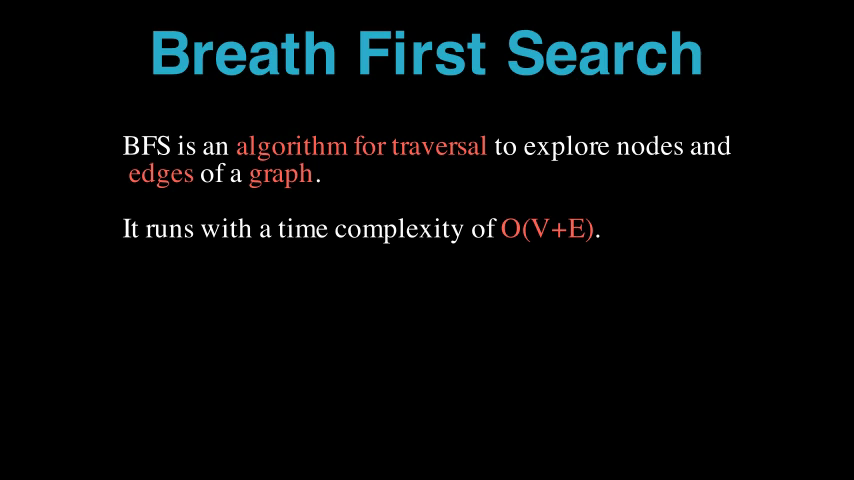 Breath First Search
BFS is an algorithm for traversal to explore nodes and
edges of a graph.
It runs with a time complexity of O(V+E).